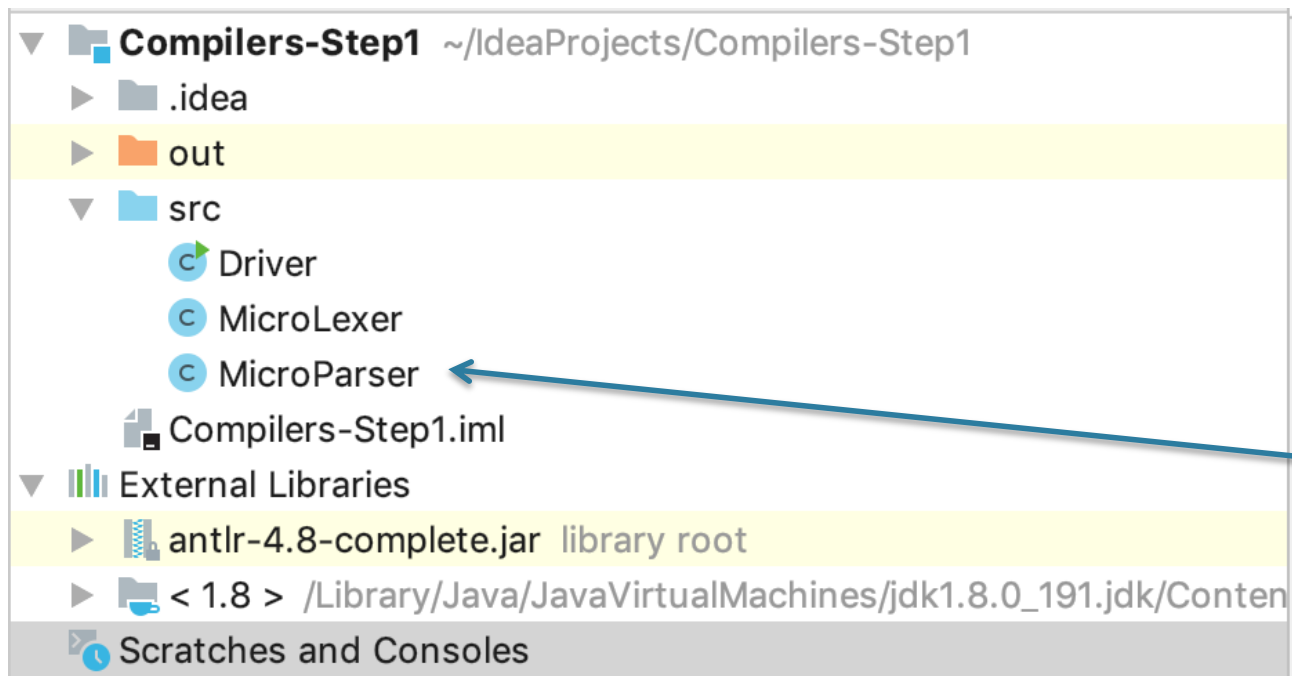 Compilers-Step1 ~/IdeaProjects/Compilers-Step1
.idea
out
src
C Driver
C MicroLexer
C MicroParser
Compilers-Step1.iml
External Libraries
antlr-4.8-complete.jar library root
< 1.8 > /Library/Java/JavaVirtualMachines/jdk1.8.0_191.jdk/Conten
Scratches and Consoles